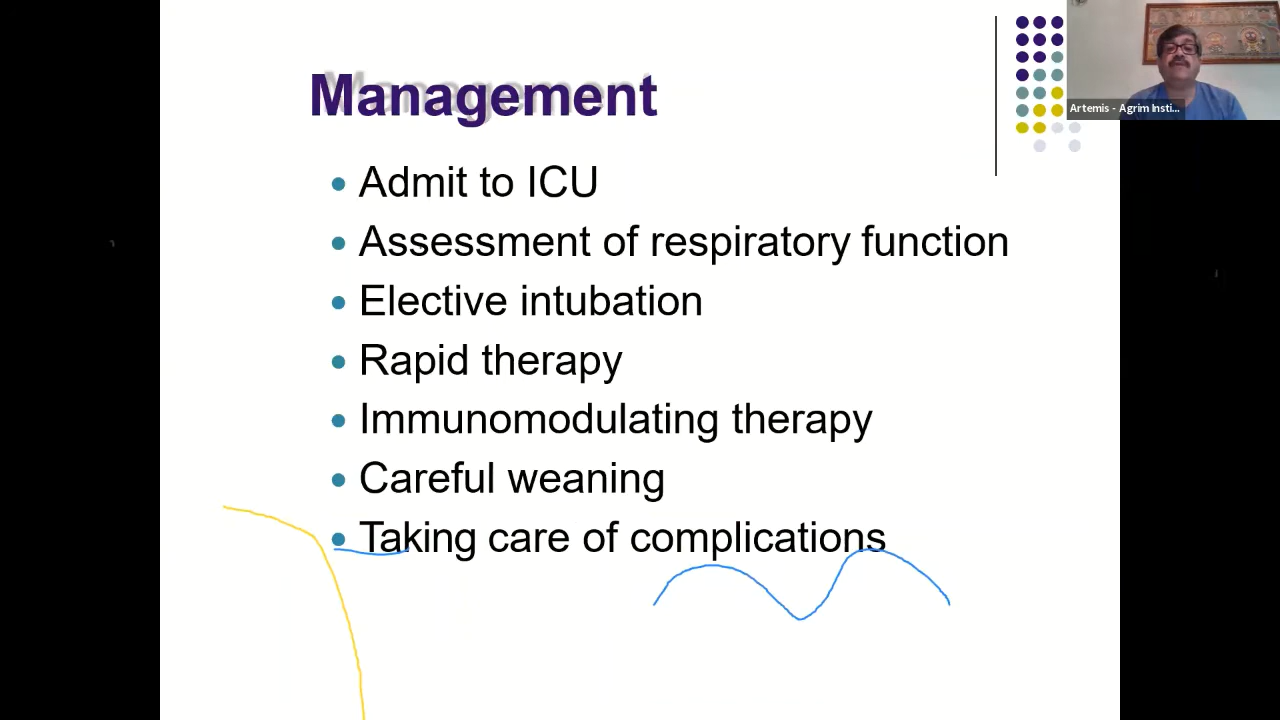 Management
Admit to ICU
Assessment of respiratory function
Elective intubation
Rapid therapy
Immunomodulating therapy
Careful weaning
Taking care of complications
Artemis - Agrim Insti...